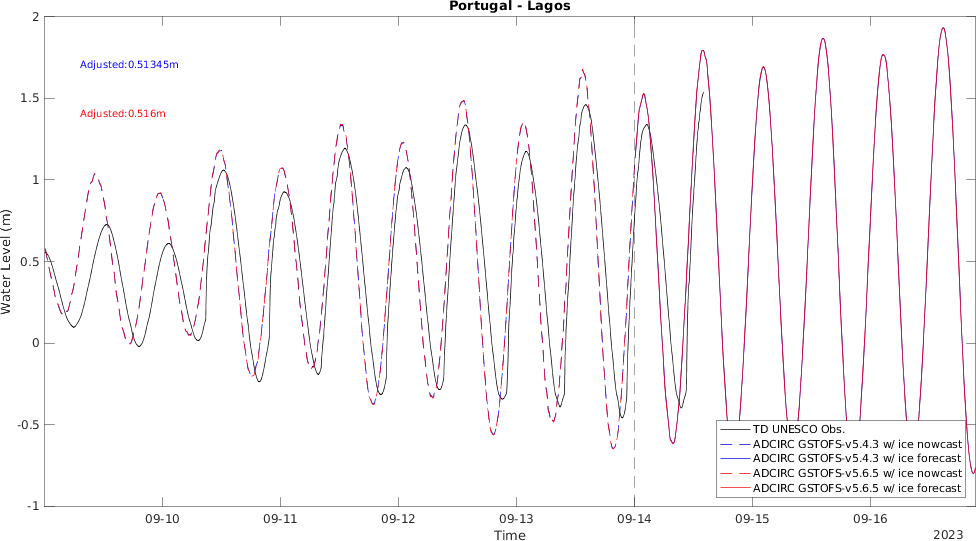 Portugal - Lagos
Adjusted:0.51345m
Adjusted:0.516m
Water Level (m)
2
1.5
1
0.5
0
-0.5
-1
09-10
09-11
09-12
09-13
09-14
09-15
09-16
Time
2023
TD UNESCO Obs.
ADCIRC GSTOFS-v5.4.3 w/ ice nowcast
ADCIRC GSTOFS-v5.4.3 w/ ice forecast
ADCIRC GSTOFS-v5.6.5 w/ ice nowcast
ADCIRC GSTOFS-v5.6.5 w/ ice forecast